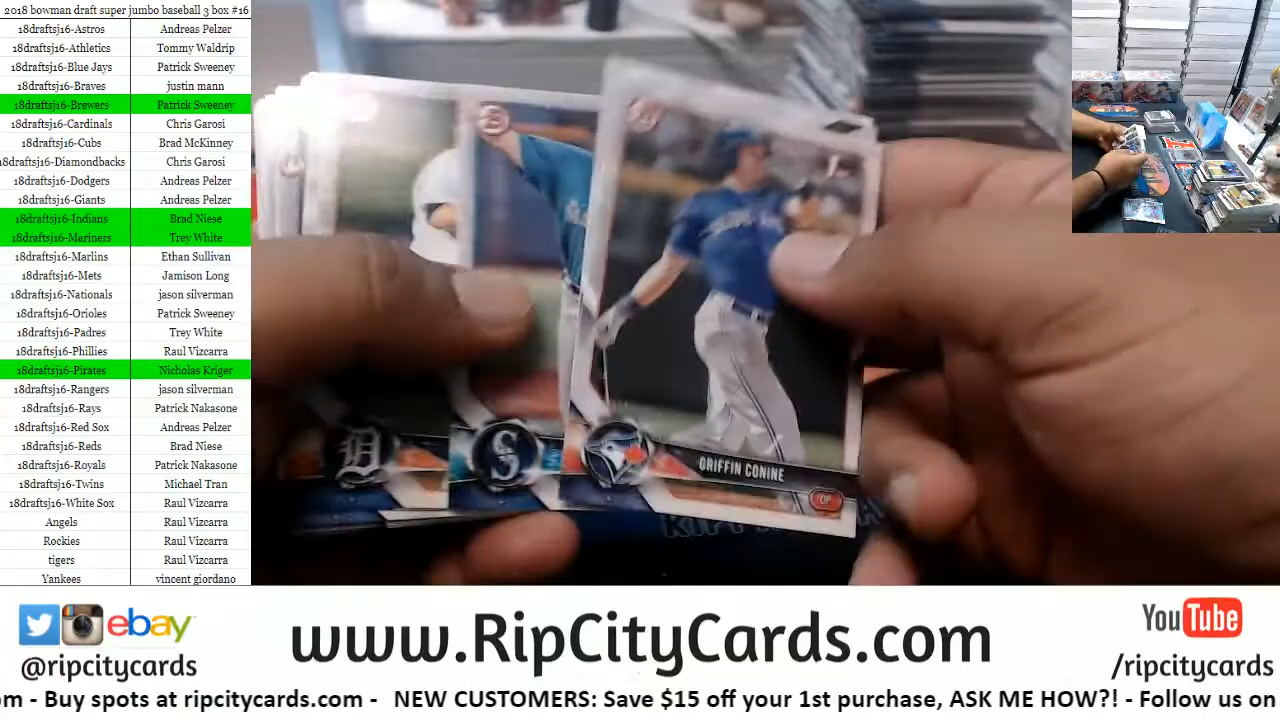 2018 bowman draft super jumbo baseball 3 box #16
18draftsj16-Astros Andreas Pelzer
18draftsj16-Athletics Tommy Waldrip
18draftsj16-Blue Jays Patrick Sweeney
18draftsj16-Braves justin mann
18draftsj16-Brewers Patrick Sweeney
18draftsj16-Cardinals Chris Garosi
18draftsj16-Cubs Brad McKinney
18draftsj16-Diamondbacks Chris Garosi
18draftsj16-Dodgers Andreas Pelzer
18draftsj16-Giants Andreas Pelzer
18draftsj16-Indians Brad Niese
18draftsj16-Mariners Trey White
18draftsj16-Marlins Ethan Sullivan
18draftsj16-Mets Jamison Long
18draftsj16-Nationals jason silverman
18draftsj16-Orioles Patrick Sweeney
18draftsj16-Padres Trey White
18draftsj16-Phillies Raul Vizcarra
18draftsj16-Pirates Nicholas Kriger
18draftsj16-Rangers jason silverman
18draftsj16-Rays Patrick Nakasone
18draftsj16-Red Sox Andreas Pelzer
18draftsj16-Reds Brad Niese
18draftsj16-Royals Patrick Nakasone
18draftsj16-Twins Michael Tran
18draftsj16-White Sox Raul Vizcarra
Angels Raul Vizcarra
Rockies Raul Vizcarra
tigers Raul Vizcarra
Yankees vincent giordano
GRIFFIN CONINE
OF
ebay
@ripcitycards
www.RipCityCards.com
YouTube
/ripcitycards
om - Buy spots at ripcitycards.com - NEW CUSTOMERS: Save $15 off your 1st purchase, ASK ME HOW?! - Follow us on